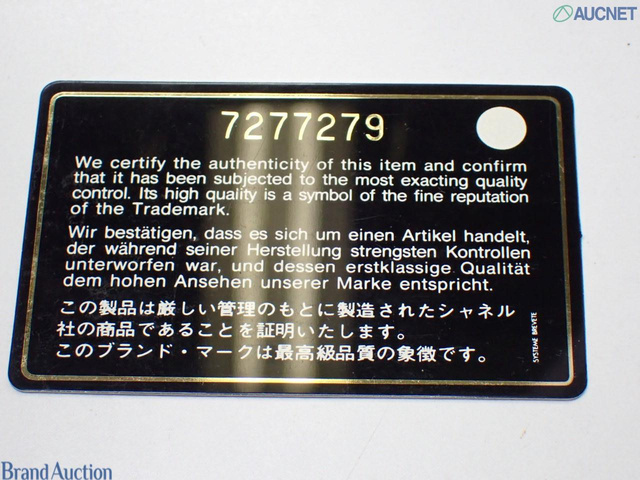 AUCNET
7277279
We certify the authenticity of this item and confirm
that it has been subjected to the most exacting quality
control. Its high quality is a symbol of the fine reputation
of the Trademark.
Wir bestätigen, dass es sich um einen Artikel handelt,
der während seiner Herstellung strengsten Kontrollen
unterworfen war, und dessen erstklassige Qualität
dem hohen Ansehen unserer Marke entspricht.
この製品は厳しい管理のもとに製造されたシャネル
社の商品であることを証明いたします。
このブランド・マークは最高級品質の象徴です。
SYSTEME BREVETE
Brand Auction